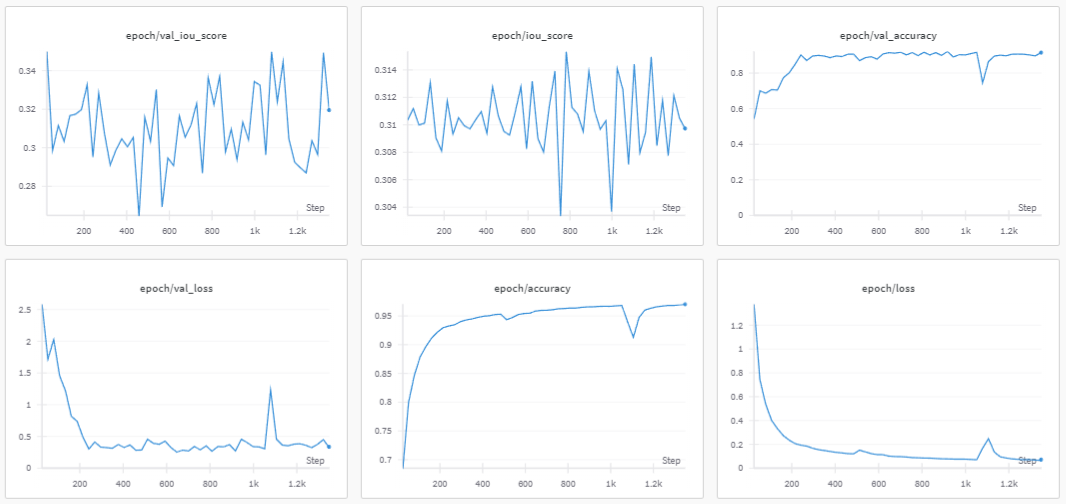 epoch/val_iou_score
0.34
0.32
0.3
0.28
Step
200 400 600 800 1k 1.2k
epoch/iou_score
0.314
0.312
0.31
0.308
0.306
0.304
Step
200 400 600 800 1k 1.2k
epoch/val_accuracy
0.8
0.6
0.4
0.2
0
Step
200 400 600 800 1k 1.2k
epoch/val_loss
2.5
2
1.5
1
0.5
0
Step
200 400 600 800 1k 1.2k
epoch/accuracy
0.95
0.9
0.85
0.8
0.75
0.7
Step
200 400 600 800 1k 1.2k
epoch/loss
1.2
1
0.8
0.6
0.4
0.2
0
Step
200 400 600 800 1k 1.2k